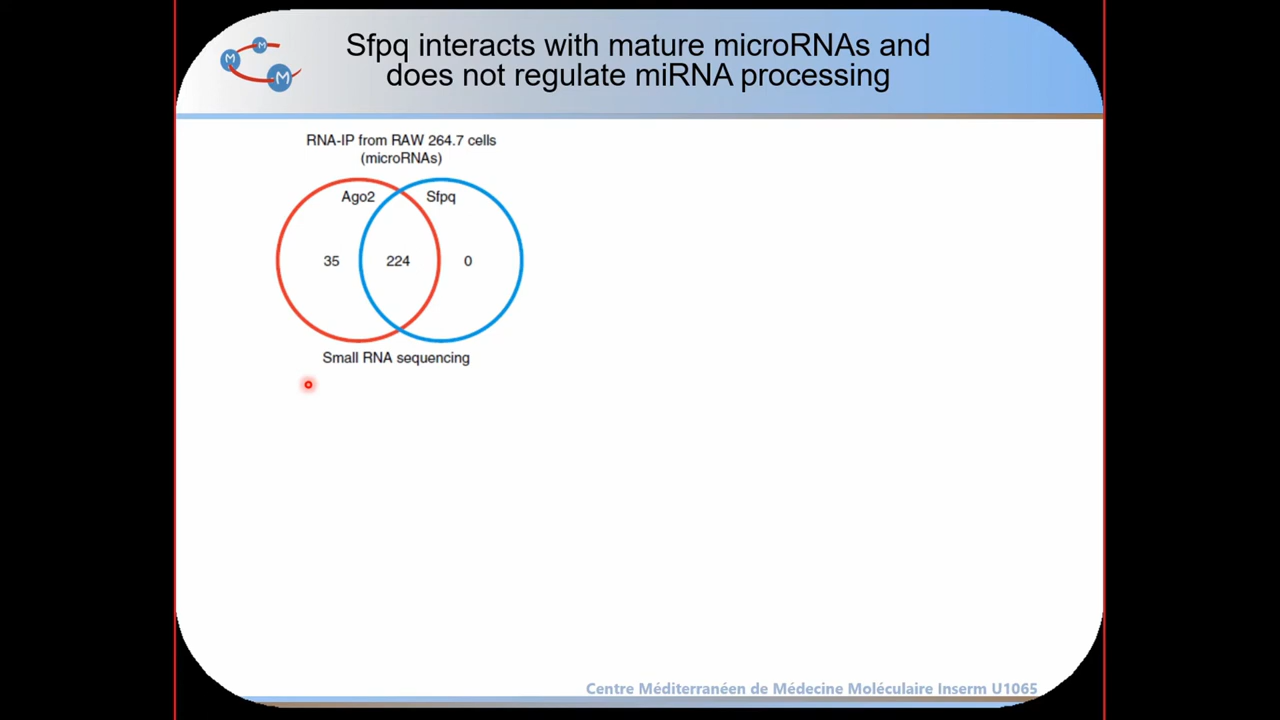 M
M
M
Sfpq interacts with mature microRNAs and
does not regulate miRNA processing
RNA-IP from RAW 264.7 cells
(microRNAs)
Ago2 Sfpq
35 224 0
Small RNA sequencing
Centre Méditerranéen de Médecine Moléculaire Inserm U1065